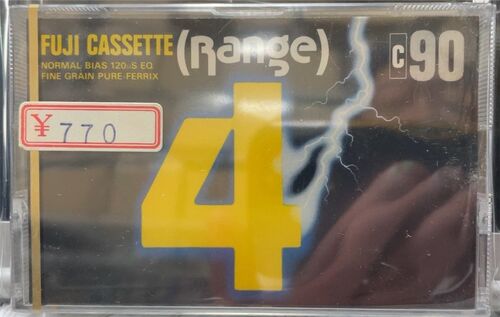 FUJI CASSETTE (Range) C90
NORMAL BIAS 120μS EQ
FINE GRAIN PURE-FERRIX
¥770
4